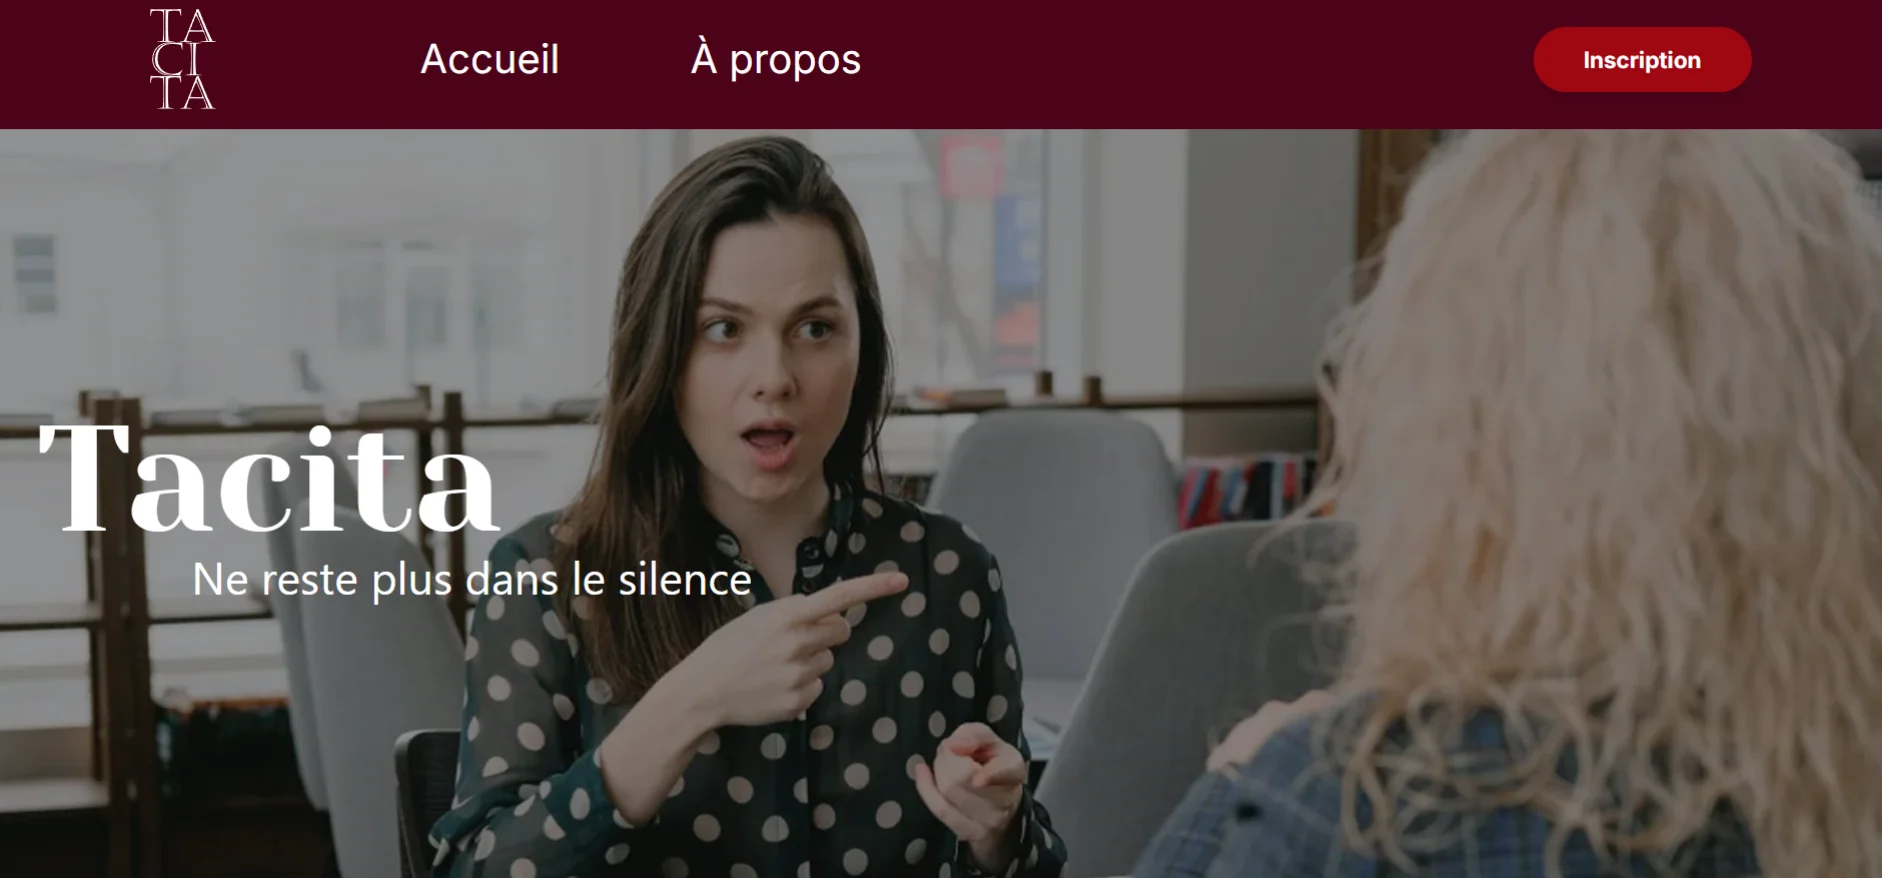 TA
CI
TA
Accueil
À propos
Inscription
Tacita
Ne reste plus dans le silence